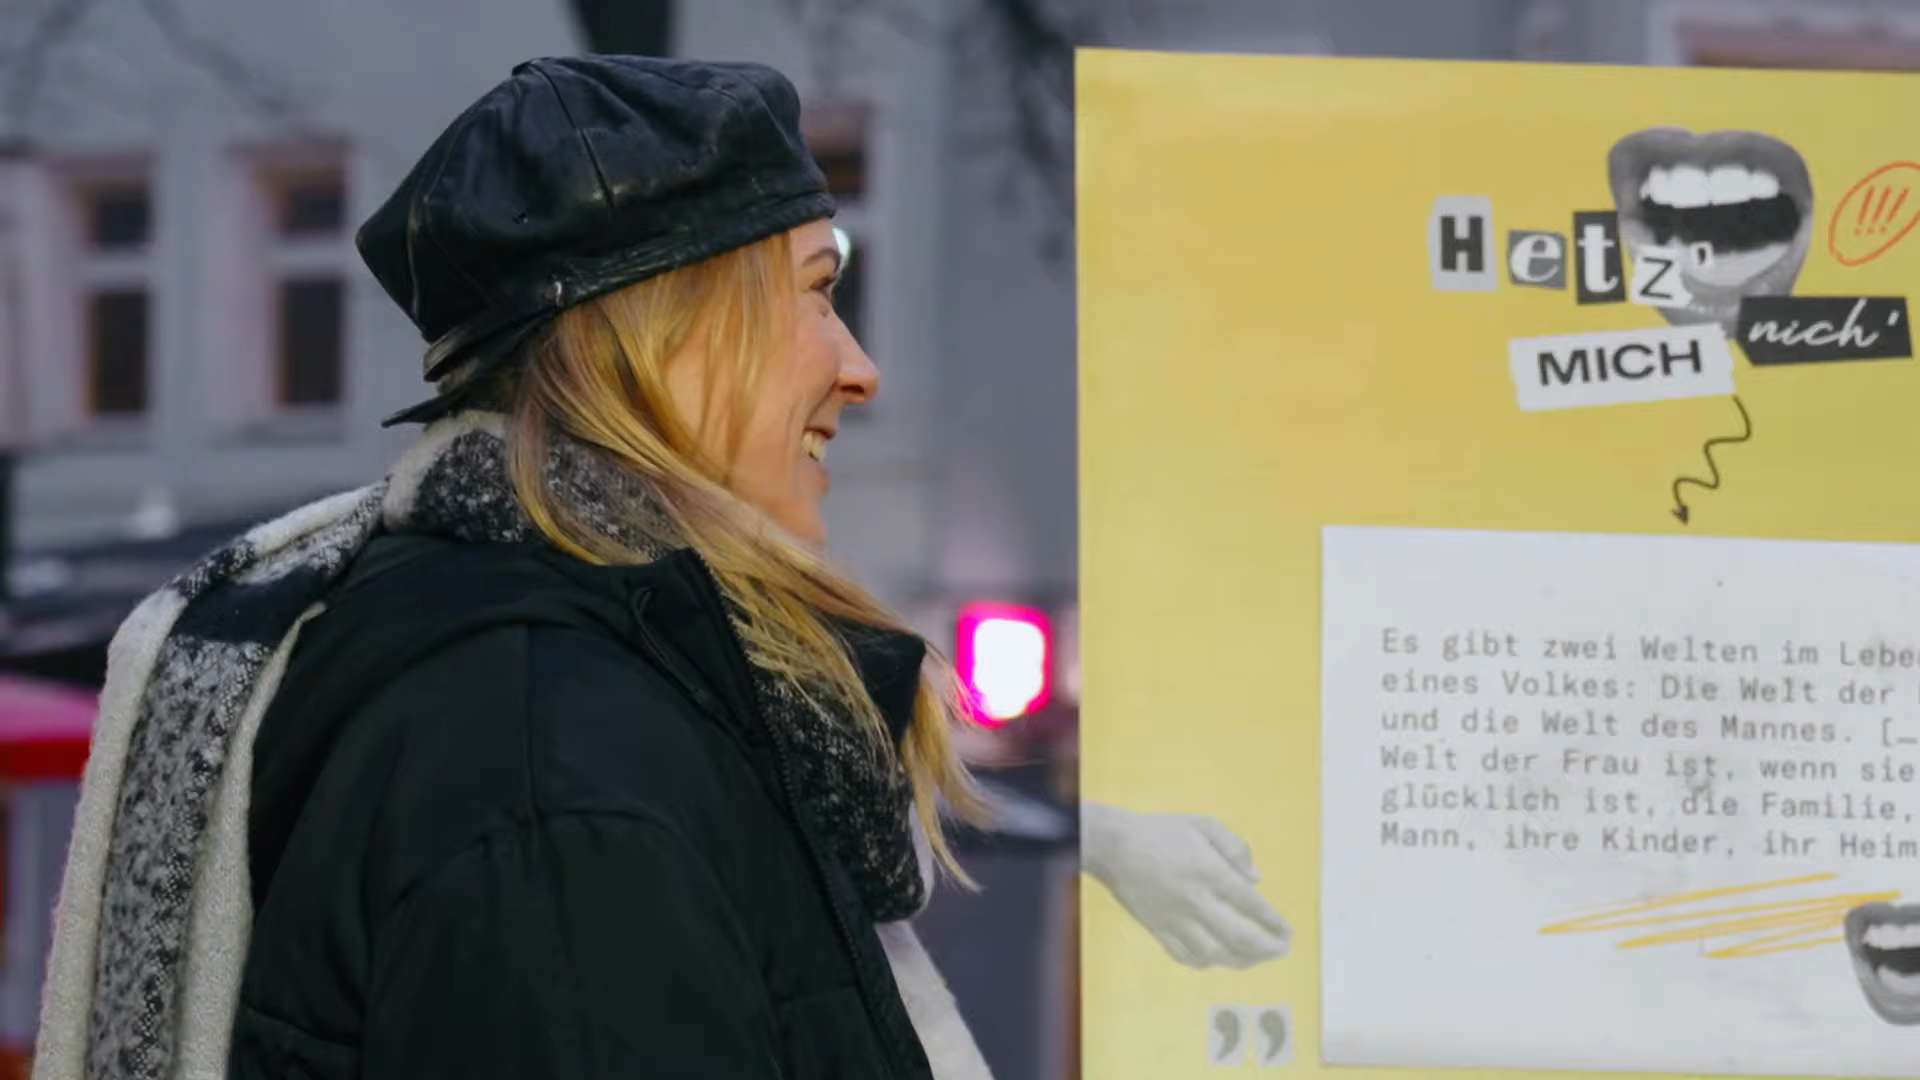 !!!
Hetz'
MICH nich'
Es gibt zwei Welten im Leben
eines Volkes: Die Welt der
und die Welt des Mannes. [
Welt der Frau ist, wenn sie
glücklich ist, die Familie,
Mann, ihre Kinder, ihr Heim
”